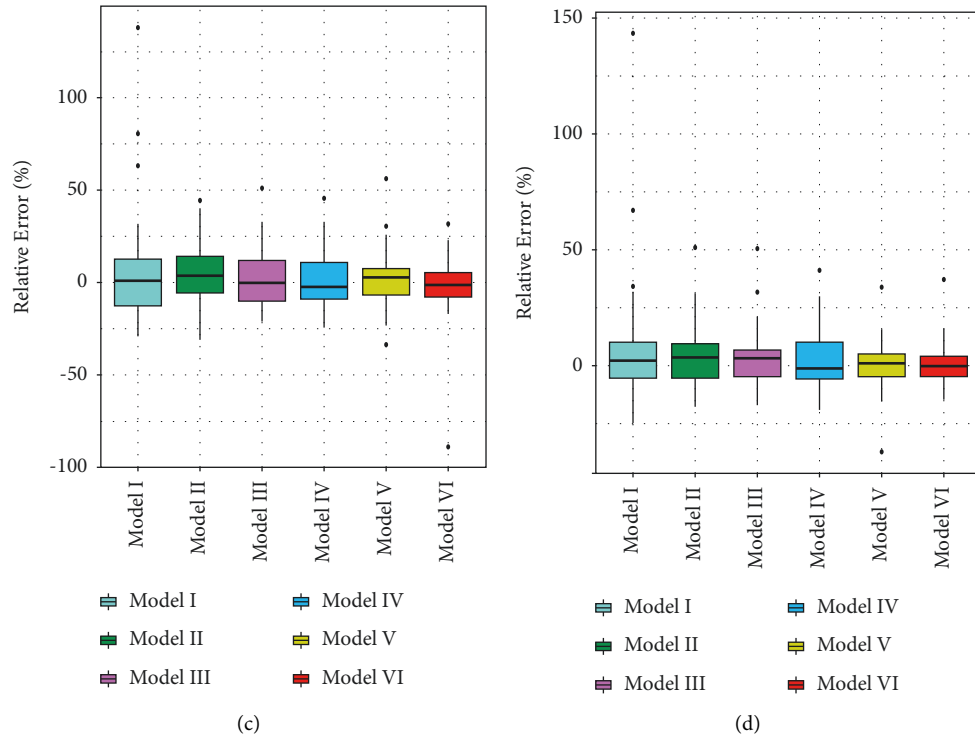 Relative Error (%)
100
50
0
-50
-100
Model I
Model II
Model III
Model IV
Model V
Model VI
Model I
Model IV
Model II
Model V
Model III
Model VI
(c)
Relative Error (%)
150
100
50
0
Model I
Model II
Model III
Model IV
Model V
Model VI
Model I
Model IV
Model II
Model V
Model III
Model VI
(d)